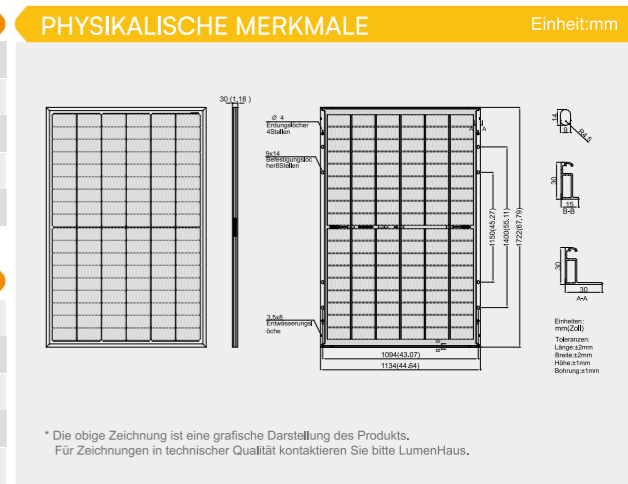 PHYSIKALISCHE MERKMALE
Einheit:mm
30 (1.18 )
Ø 4
Erdungslöcher
4Stellen
9x14
Befestigungslöc
her8Stellen
3.5x8
Entwässerungsl
öche
A
A
B
B
1150(45.27)
1400(55.11)
1722(67.79)
1094(43.07)
1134(44.64)
14
9
R4.5
30
15
B-B
30
30
A-A
Einheiten:
mm(Zoll)
Toleranzen:
Länge:±2mm
Breite:±2mm
Höhe:±1mm
Bohrung:±1mm
* Die obige Zeichnung ist eine grafische Darstellung des Produkts.
Für Zeichnungen in technischer Qualität kontaktieren Sie bitte LumenHaus.